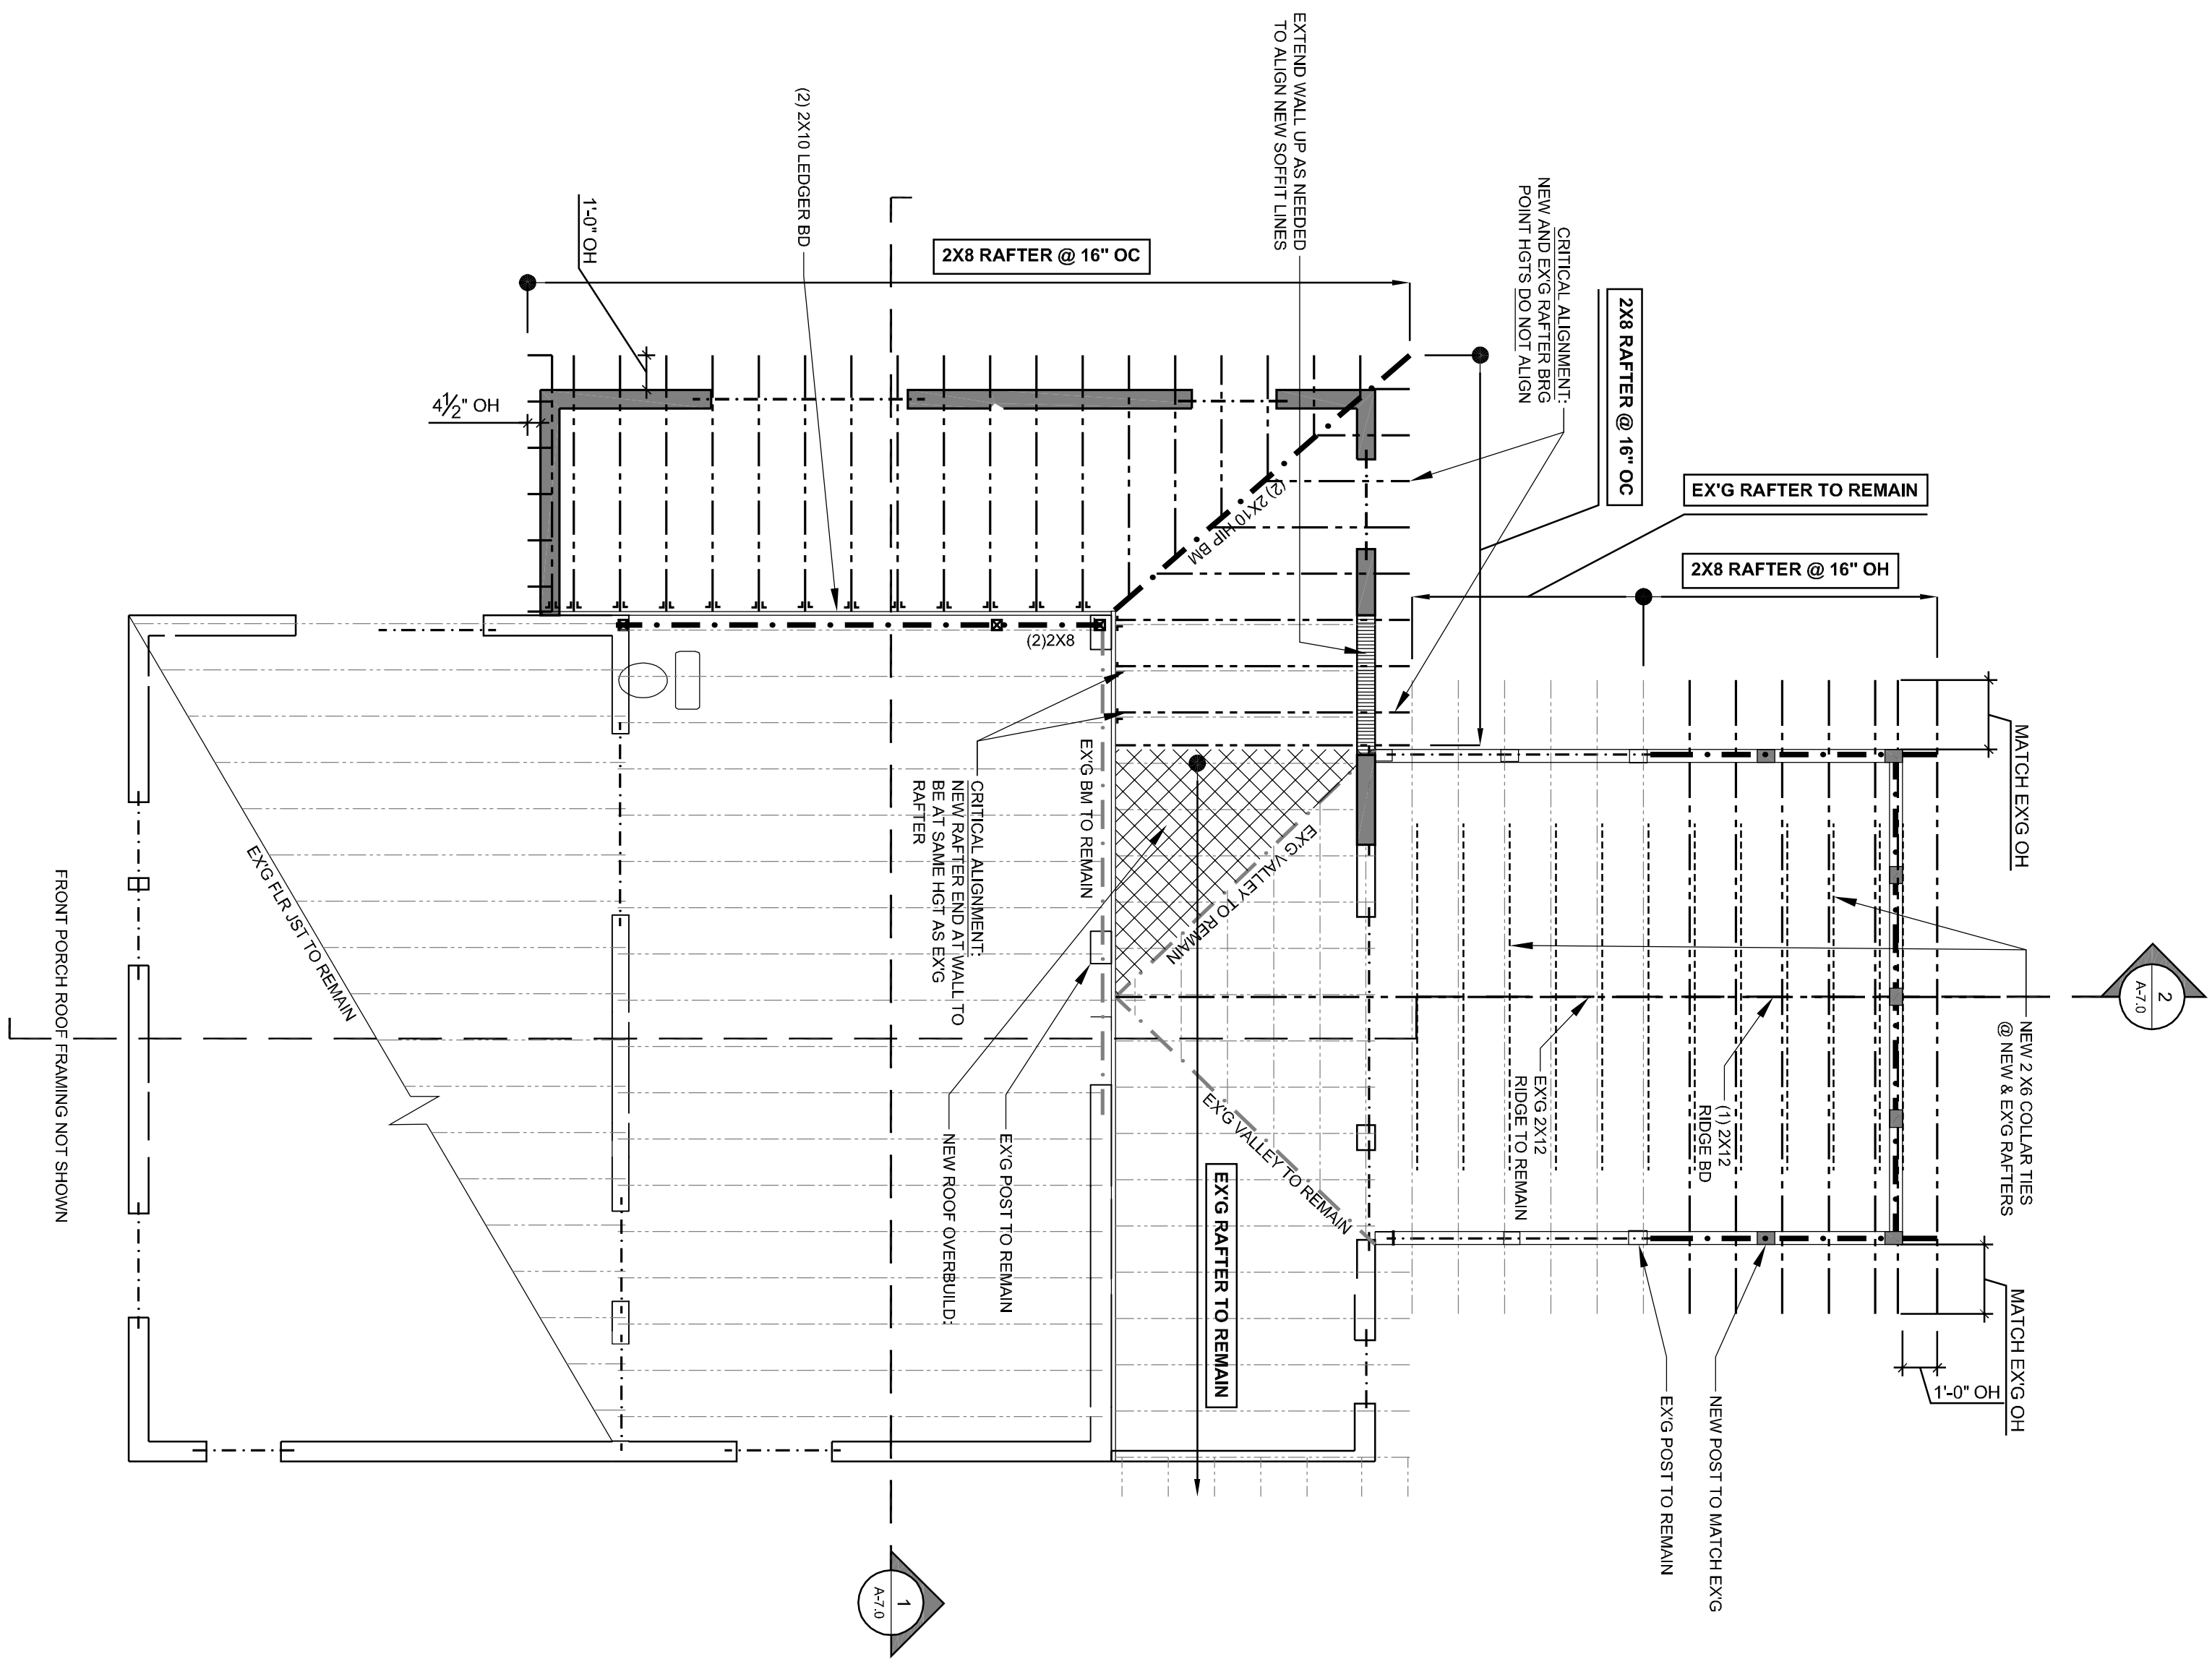 EXTEND WALL UP AS NEEDED
TO ALIGN NEW SOFFIT LINES
(2) 2X10 LEDGER BD
1'-0" OH
2X8 RAFTER @ 16" OC
CRITICAL ALIGNMENT:
NEW AND EX'G RAFTER BRG
POINT HGTS DO NOT ALIGN
2X8 RAFTER @ 16" OC
EX'G RAFTER TO REMAIN
2X8 RAFTER @ 16" OH
4 1/2" OH
(2) 2X10 HIP BM
(2)2X8
MATCH EX'G OH
EX'G BM TO REMAIN
CRITICAL ALIGNMENT:
NEW RAFTER END AT WALL TO
BE AT SAME HGT AS EX'G
RAFTER
EX'G VALLEY TO REMAIN
EX'G FLR JST TO REMAIN
FRONT PORCH ROOF FRAMING NOT SHOWN
2
A-7.0
NEW 2 X6 COLLAR TIES
@ NEW & EX'G RAFTERS
EX'G 2X12
RIDGE TO REMAIN
(1) 2X12
RIDGE BD
EX'G VALLEY TO REMAIN
EX'G POST TO REMAIN
NEW ROOF OVERBUILD:
EX'G RAFTER TO REMAIN
MATCH EX'G OH
1'-0" OH
EX'G POST TO REMAIN
NEW POST TO MATCH EX'G
1
A-7.0